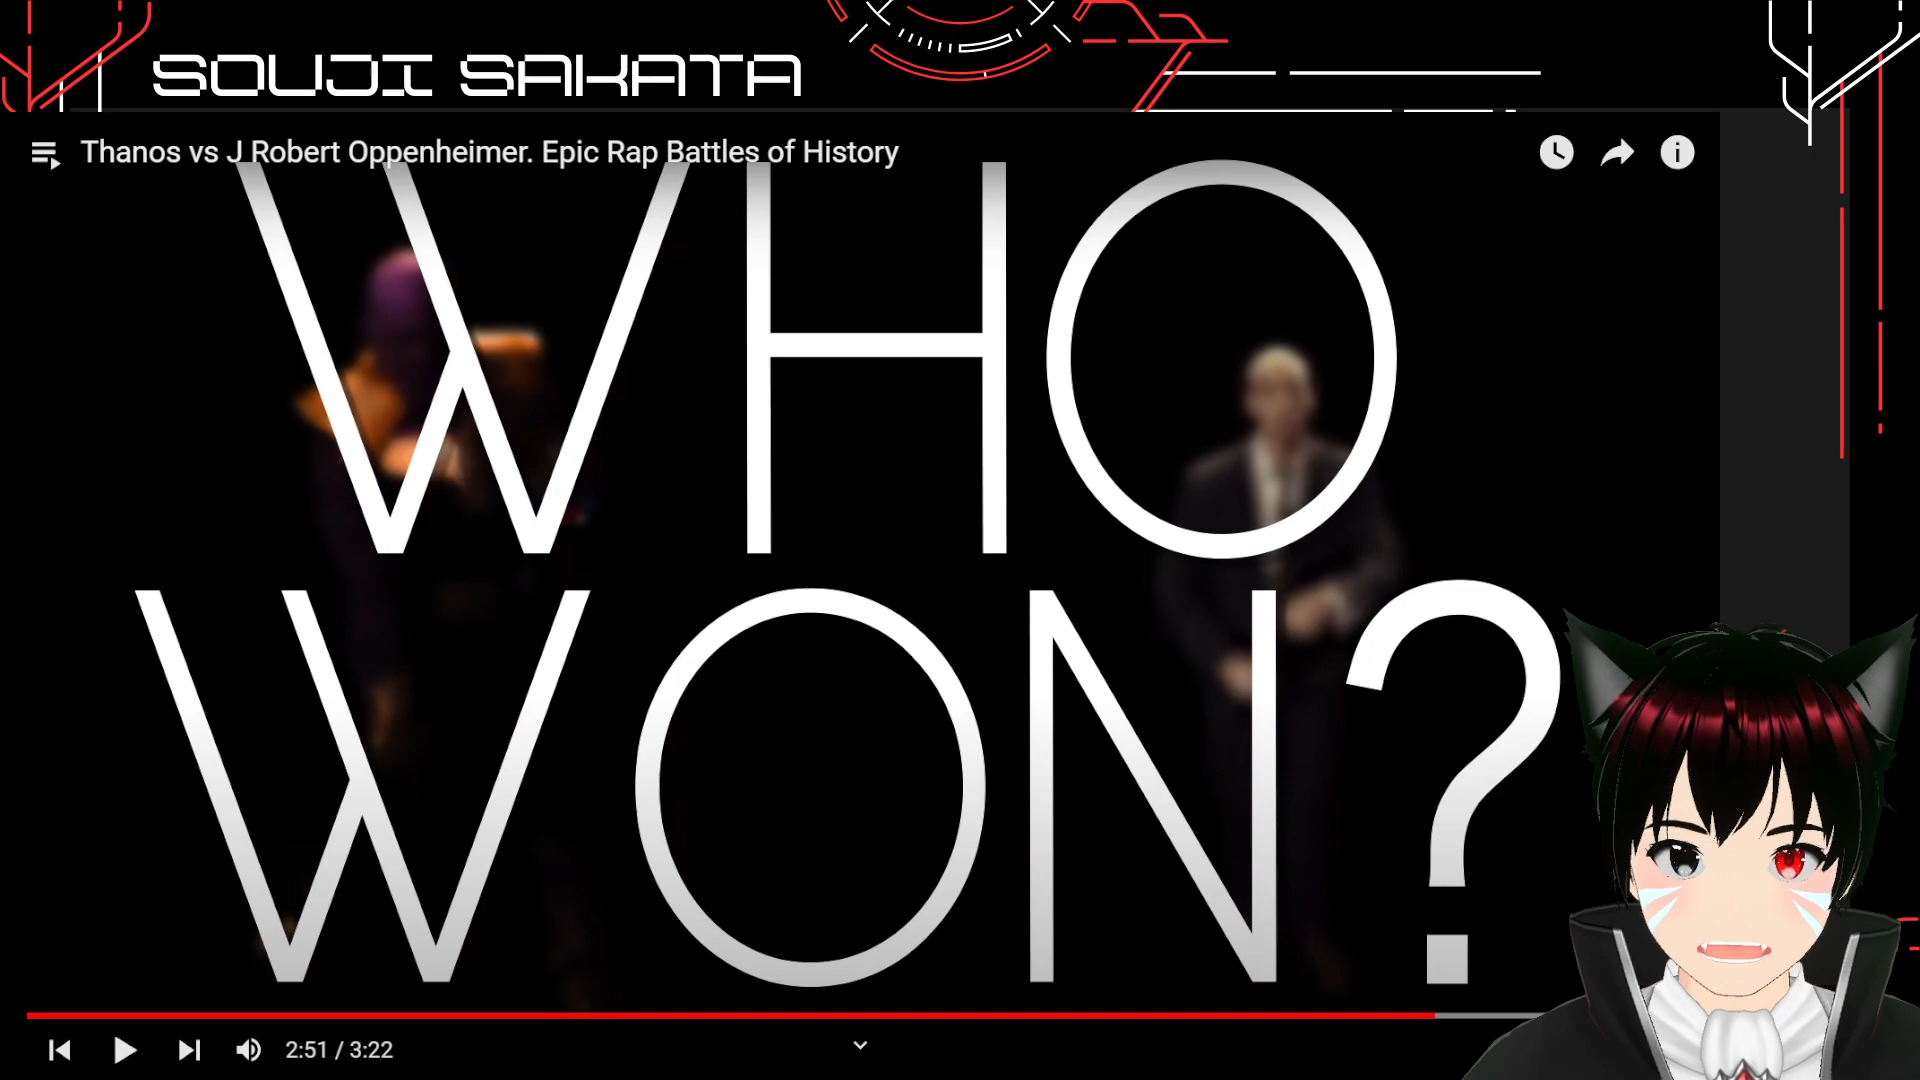 SOUJI SAKATA
Thanos vs J Robert Oppenheimer. Epic Rap Battles of History
WHO
WON?
2:51 / 3:22